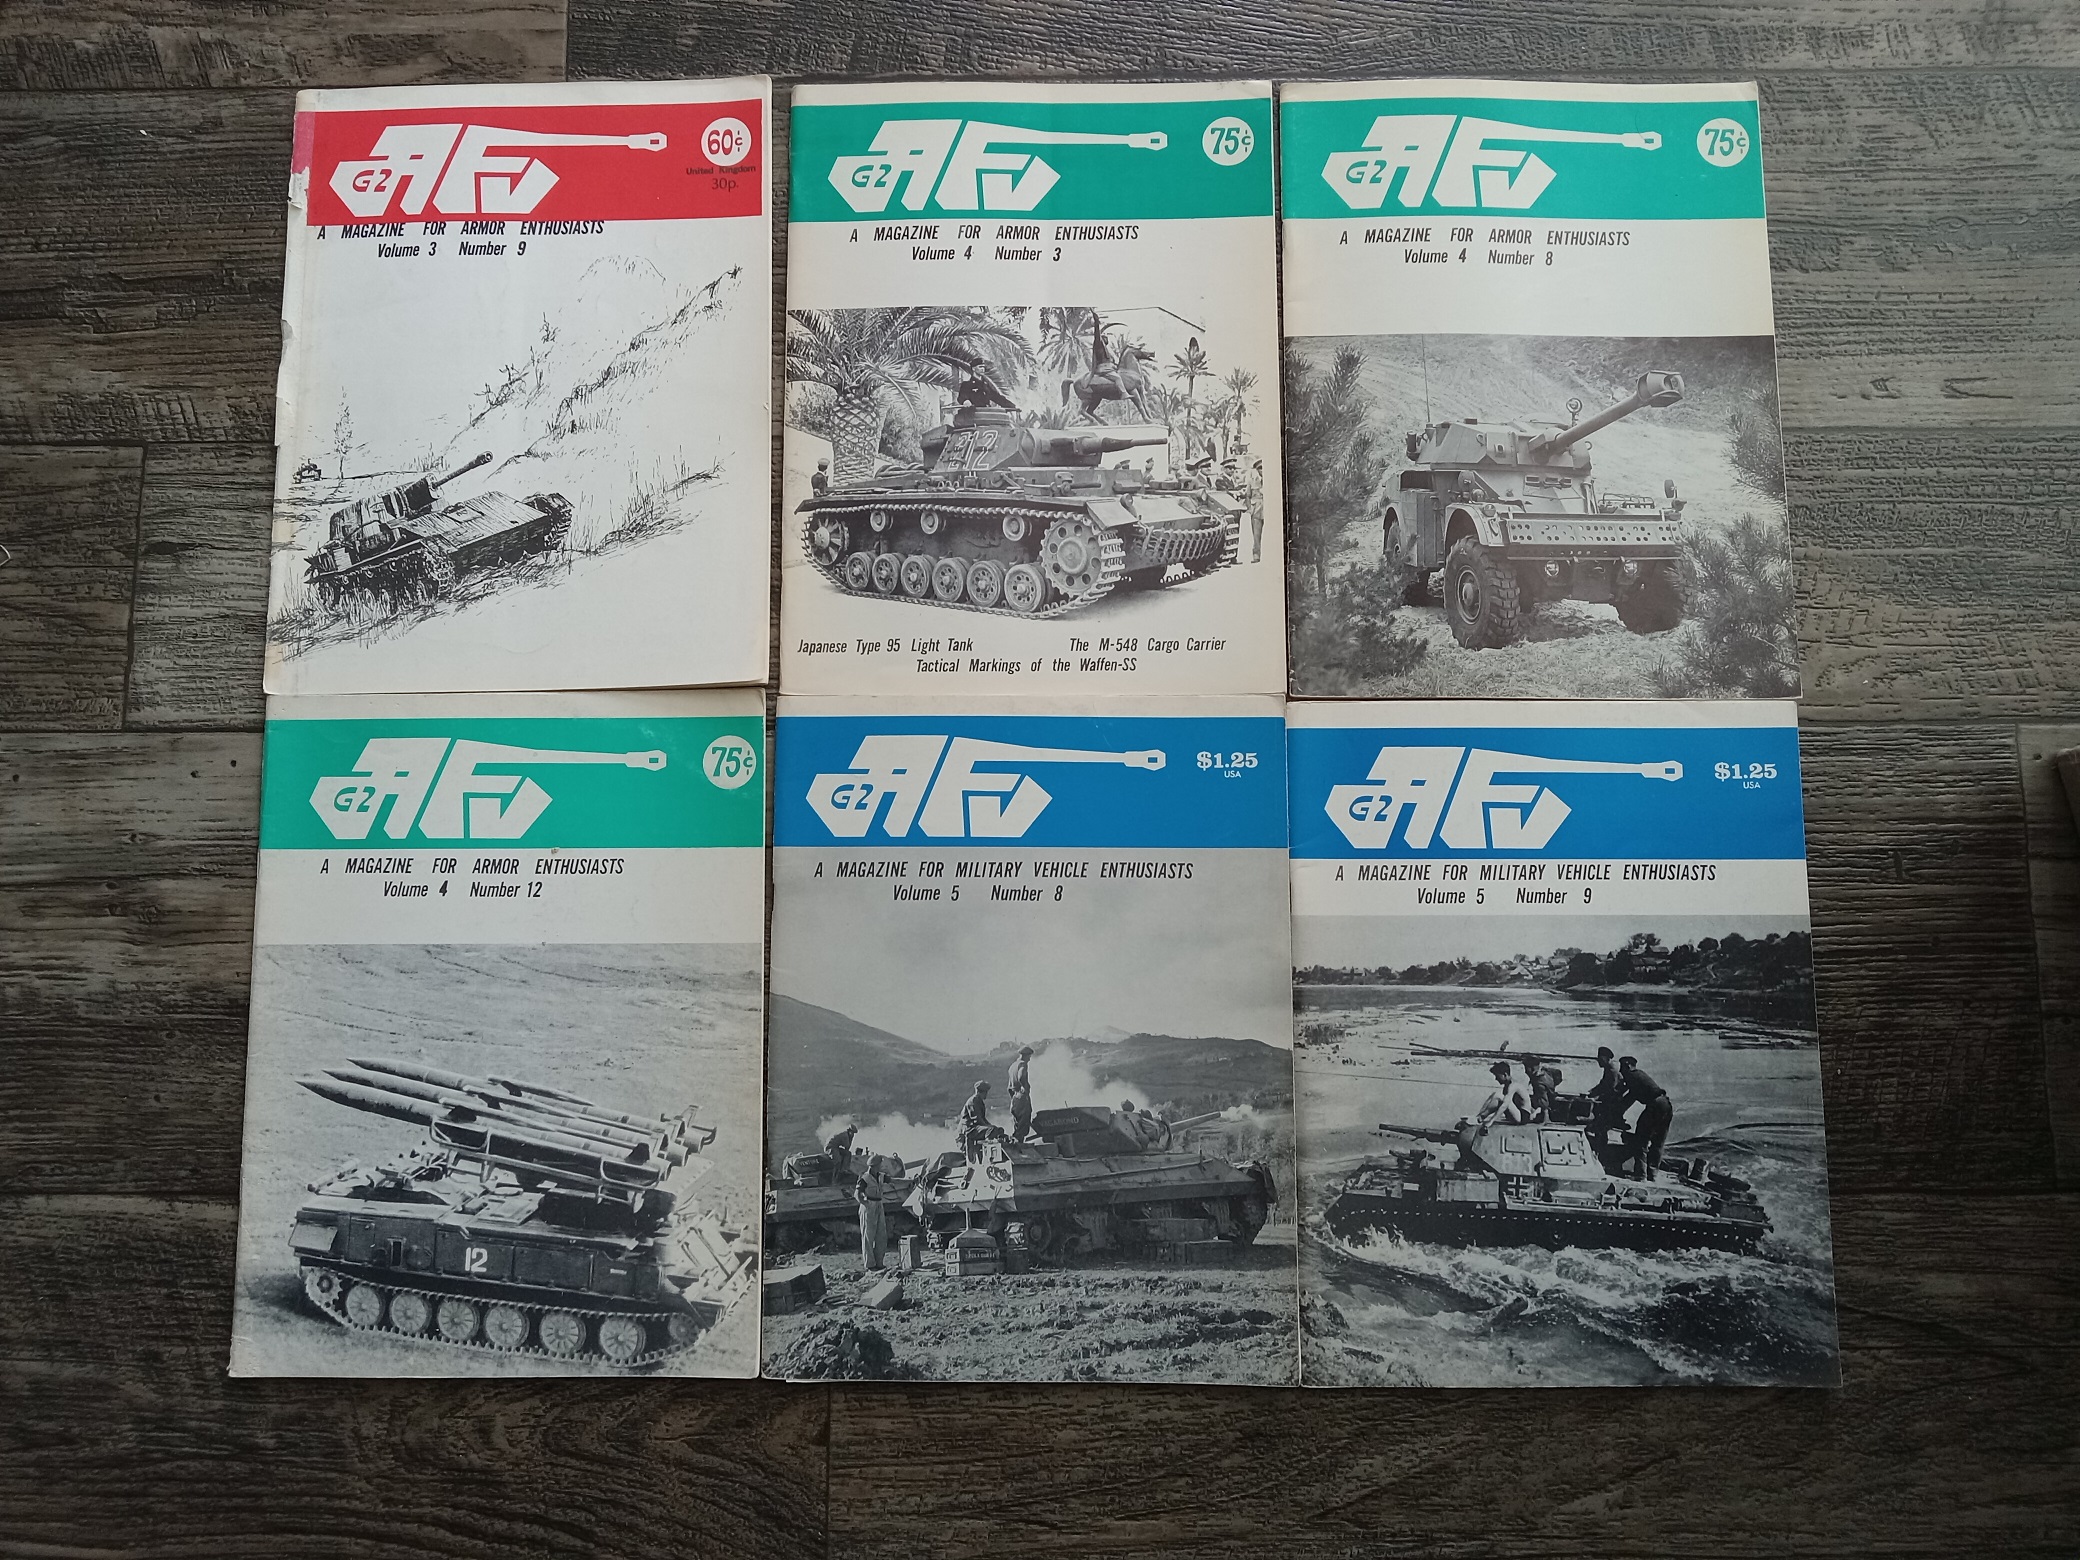 G2 AFV
60¢
United Kingdom
30p.
A MAGAZINE FOR ARMOR ENTHUSIASTS
Volume 3 Number 9
G2 AFV
75¢
A MAGAZINE FOR ARMOR ENTHUSIASTS
Volume 4 Number 3
212
Japanese Type 95 Light Tank The M-548 Cargo Carrier
Tactical Markings of the Waffen-SS
G2 AFV
75¢
A MAGAZINE FOR ARMOR ENTHUSIASTS
Volume 4 Number 8
G2 AFV
75¢
A MAGAZINE FOR ARMOR ENTHUSIASTS
Volume 4 Number 12
12
G2 AFV
$1.25
USA
A MAGAZINE FOR MILITARY VEHICLE ENTHUSIASTS
Volume 5 Number 8
G2 AFV
$1.25
USA
A MAGAZINE FOR MILITARY VEHICLE ENTHUSIASTS
Volume 5 Number 9